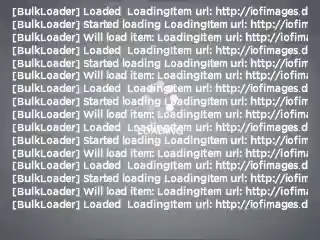 [BulkLoader] Loaded LoadingItem url: http://iofimages.d
[BulkLoader] Started loading LoadingItem url: http://iofim
[BulkLoader] Will load item: LoadingItem url: http://iofima
[BulkLoader] Loaded LoadingItem url: http://iofimages.d
[BulkLoader] Started loading LoadingItem url: http://iofim
[BulkLoader] Will load item: LoadingItem url: http://iofima
[BulkLoader] Loaded LoadingItem url: http://iofimages.d
[BulkLoader] Started loading LoadingItem url: http://iofim
[BulkLoader] Will load item: LoadingItem url: http://iofima
[BulkLoader] Loaded LoadingItem url: http://iofimages.d
LOADING
[BulkLoader] Started loading LoadingItem url: http://iofim
[BulkLoader] Will load item: LoadingItem url: http://iofima
[BulkLoader] Loaded LoadingItem url: http://iofimages.d
[BulkLoader] Started loading LoadingItem url: http://iofim
[BulkLoader] Will load item: LoadingItem url: http://iofima
[BulkLoader] Loaded LoadingItem url: http://iofimages.d